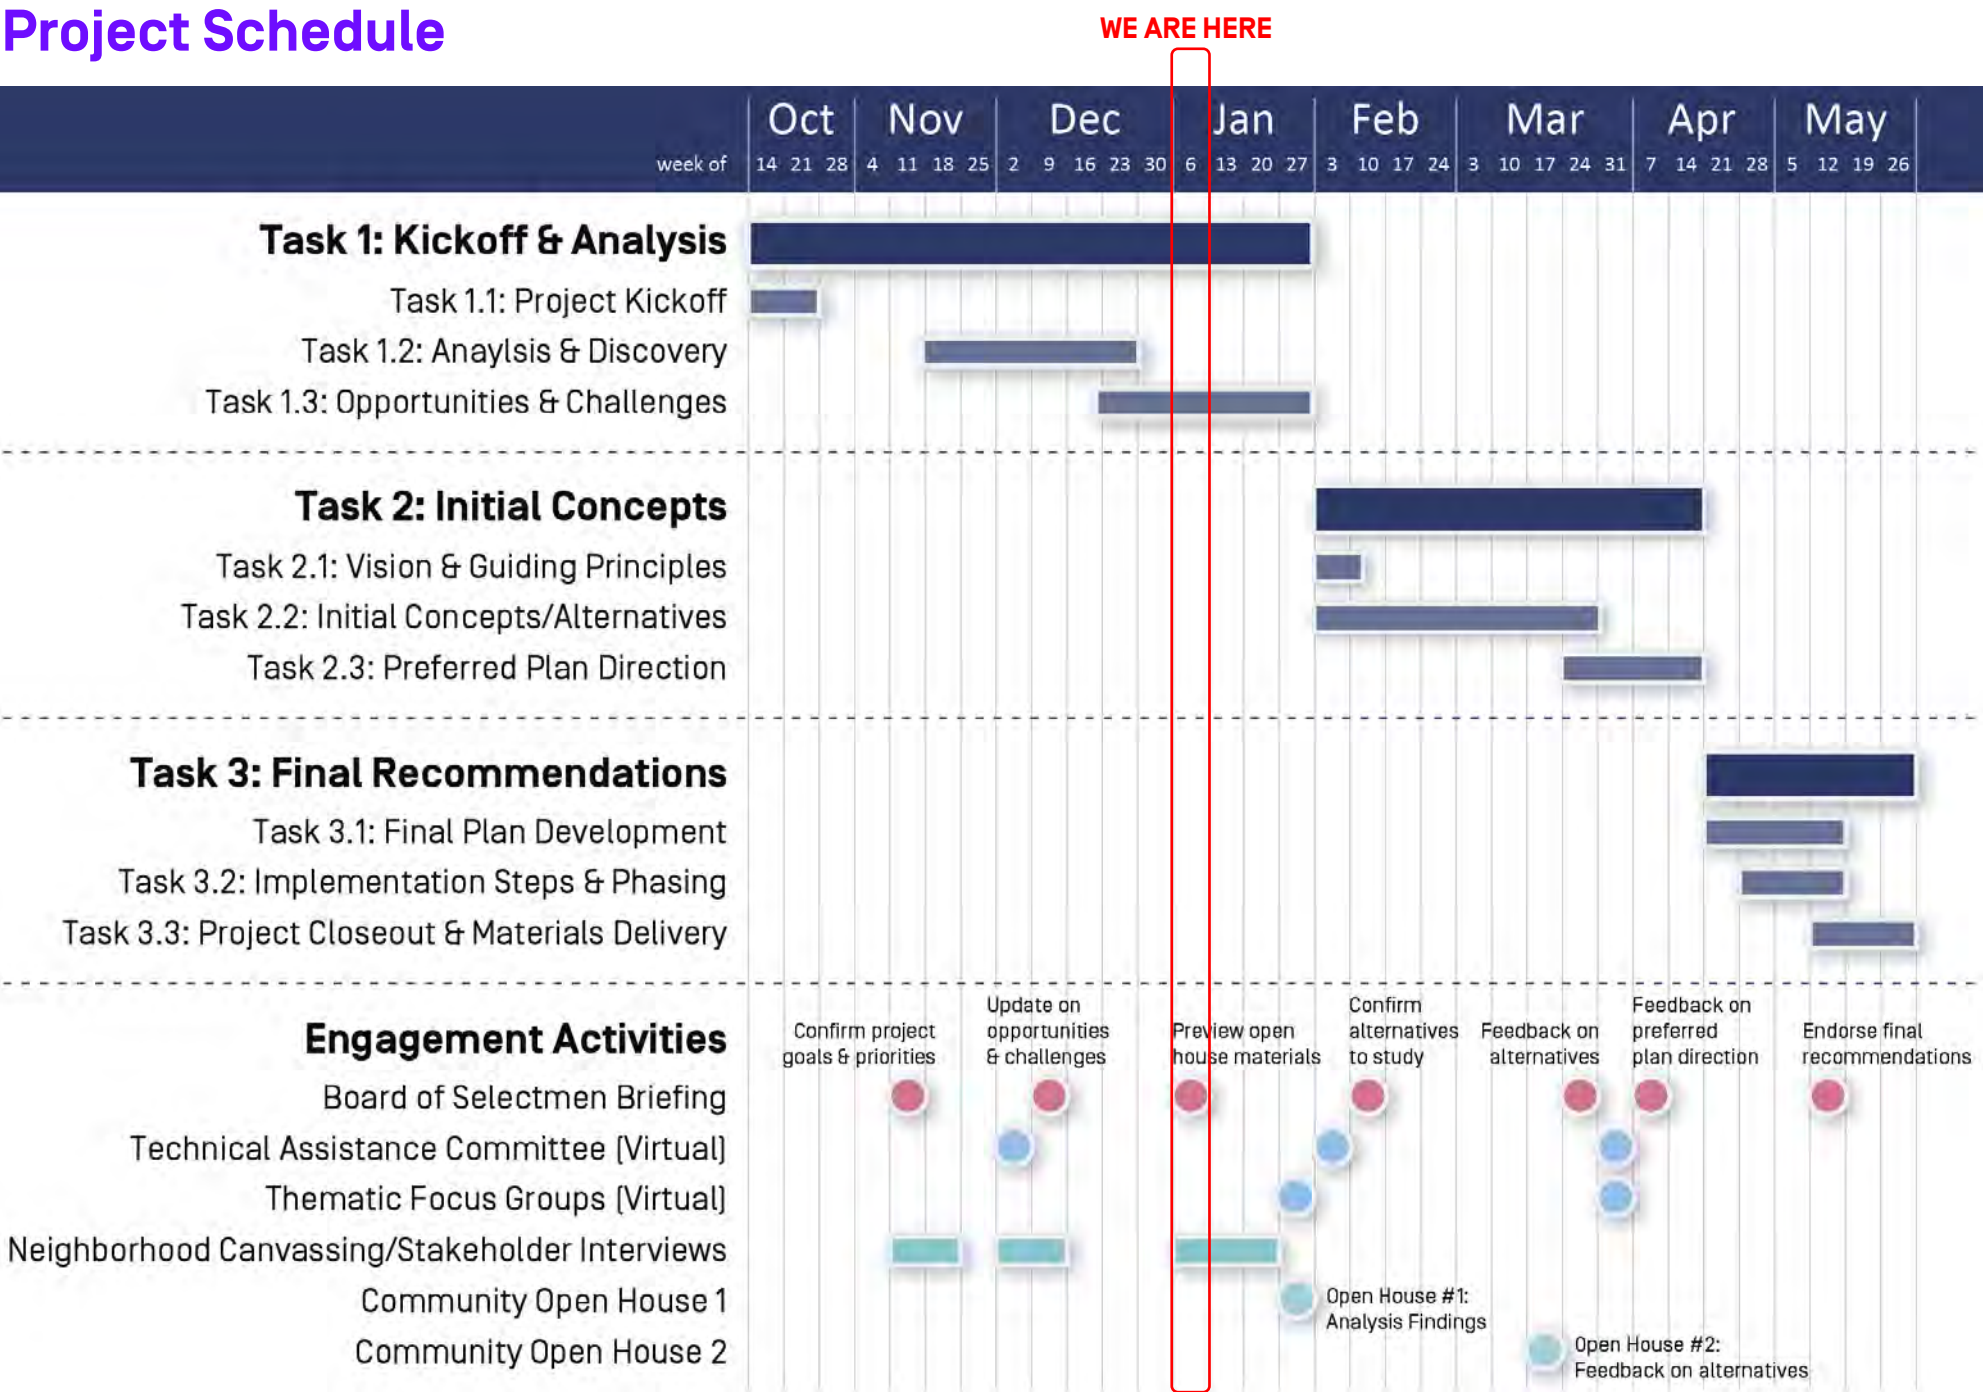 Project Schedule
WE ARE HERE
Oct Nov Dec Jan Feb Mar Apr May
week of 14 21 28 4 11 18 25 2 9 16 23 30 6 13 20 27 3 10 17 24 3 10 17 24 31 7 14 21 28 5 12 19 26
Task 1: Kickoff & Analysis
Task 1.1: Project Kickoff
Task 1.2: Anaylsis & Discovery
Task 1.3: Opportunities & Challenges
Task 2: Initial Concepts
Task 2.1: Vision & Guiding Principles
Task 2.2: Initial Concepts/Alternatives
Task 2.3: Preferred Plan Direction
Task 3: Final Recommendations
Task 3.1: Final Plan Development
Task 3.2: Implementation Steps & Phasing
Task 3.3: Project Closeout & Materials Delivery
Engagement Activities
Confirm project
goals & priorities
Update on
opportunities
& challenges
Preview open
house materials
Confirm
alternatives
to study
Feedback on
alternatives
Feedback on
preferred
plan direction
Endorse final
recommendations
Board of Selectmen Briefing
Technical Assistance Committee (Virtual)
Thematic Focus Groups (Virtual)
Neighborhood Canvassing/Stakeholder Interviews
Community Open House 1
Open House #1:
Analysis Findings
Community Open House 2
Open House #2:
Feedback on alternatives